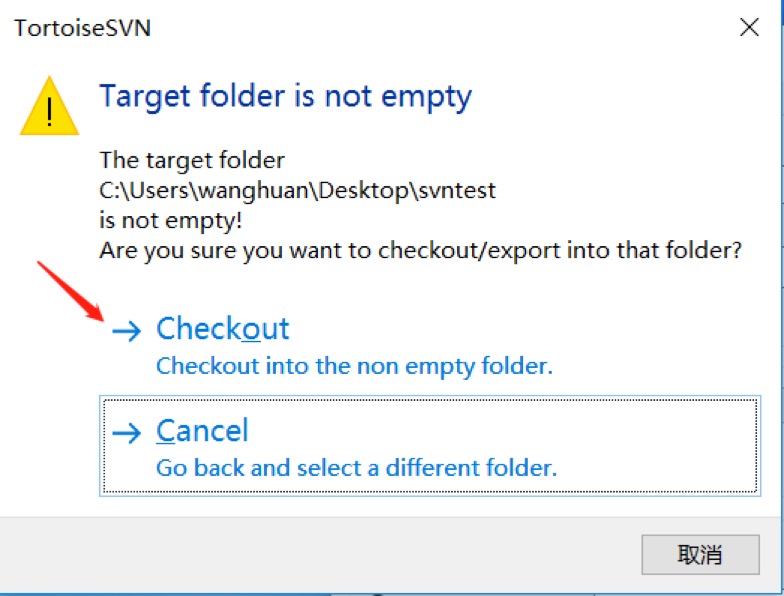 TortoiseSVN
!
Target folder is not empty
The target folder
C:\Users\wanghuan\Desktop\svntest
is not empty!
Are you sure you want to checkout/export into that folder?
Checkout
Checkout into the non empty folder.
Cancel
Go back and select a different folder.
取消